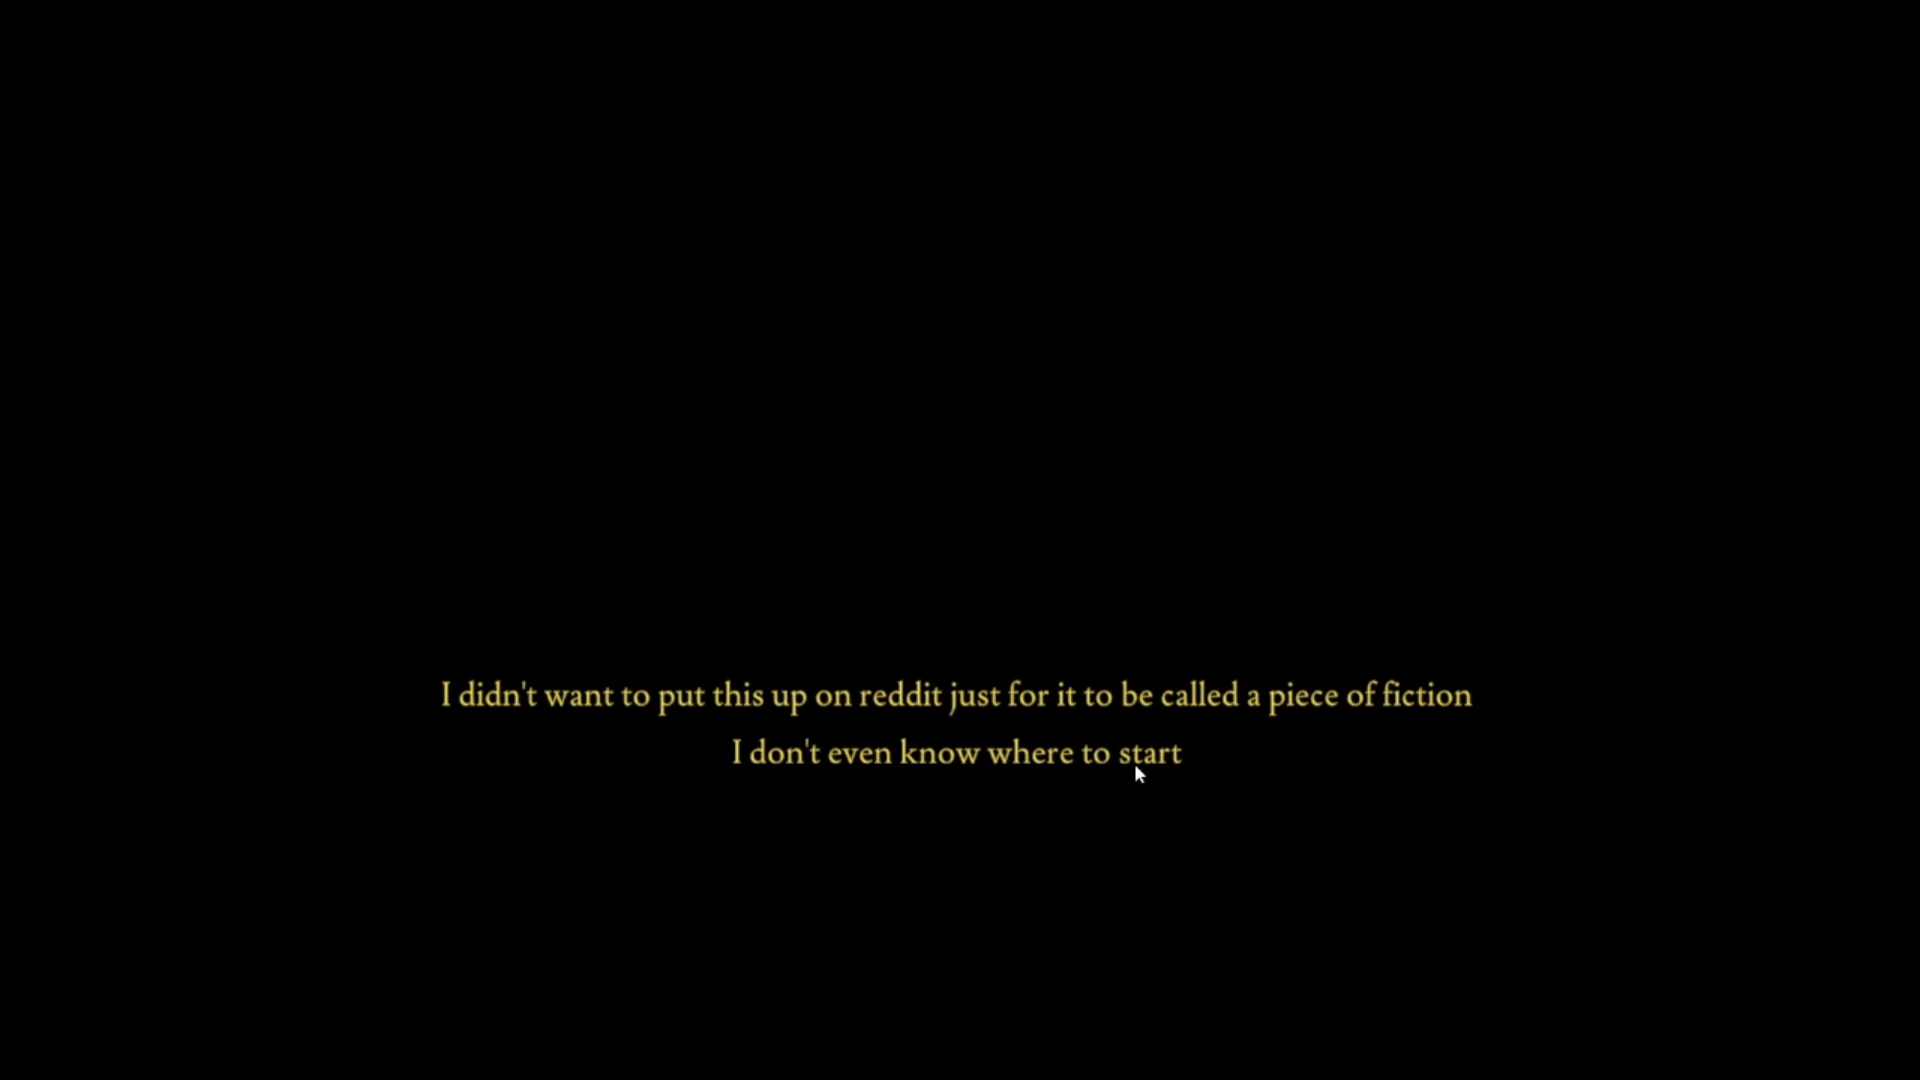 I didn't want to put this up on reddit just for it to be called a piece of fiction
I don't even know where to start